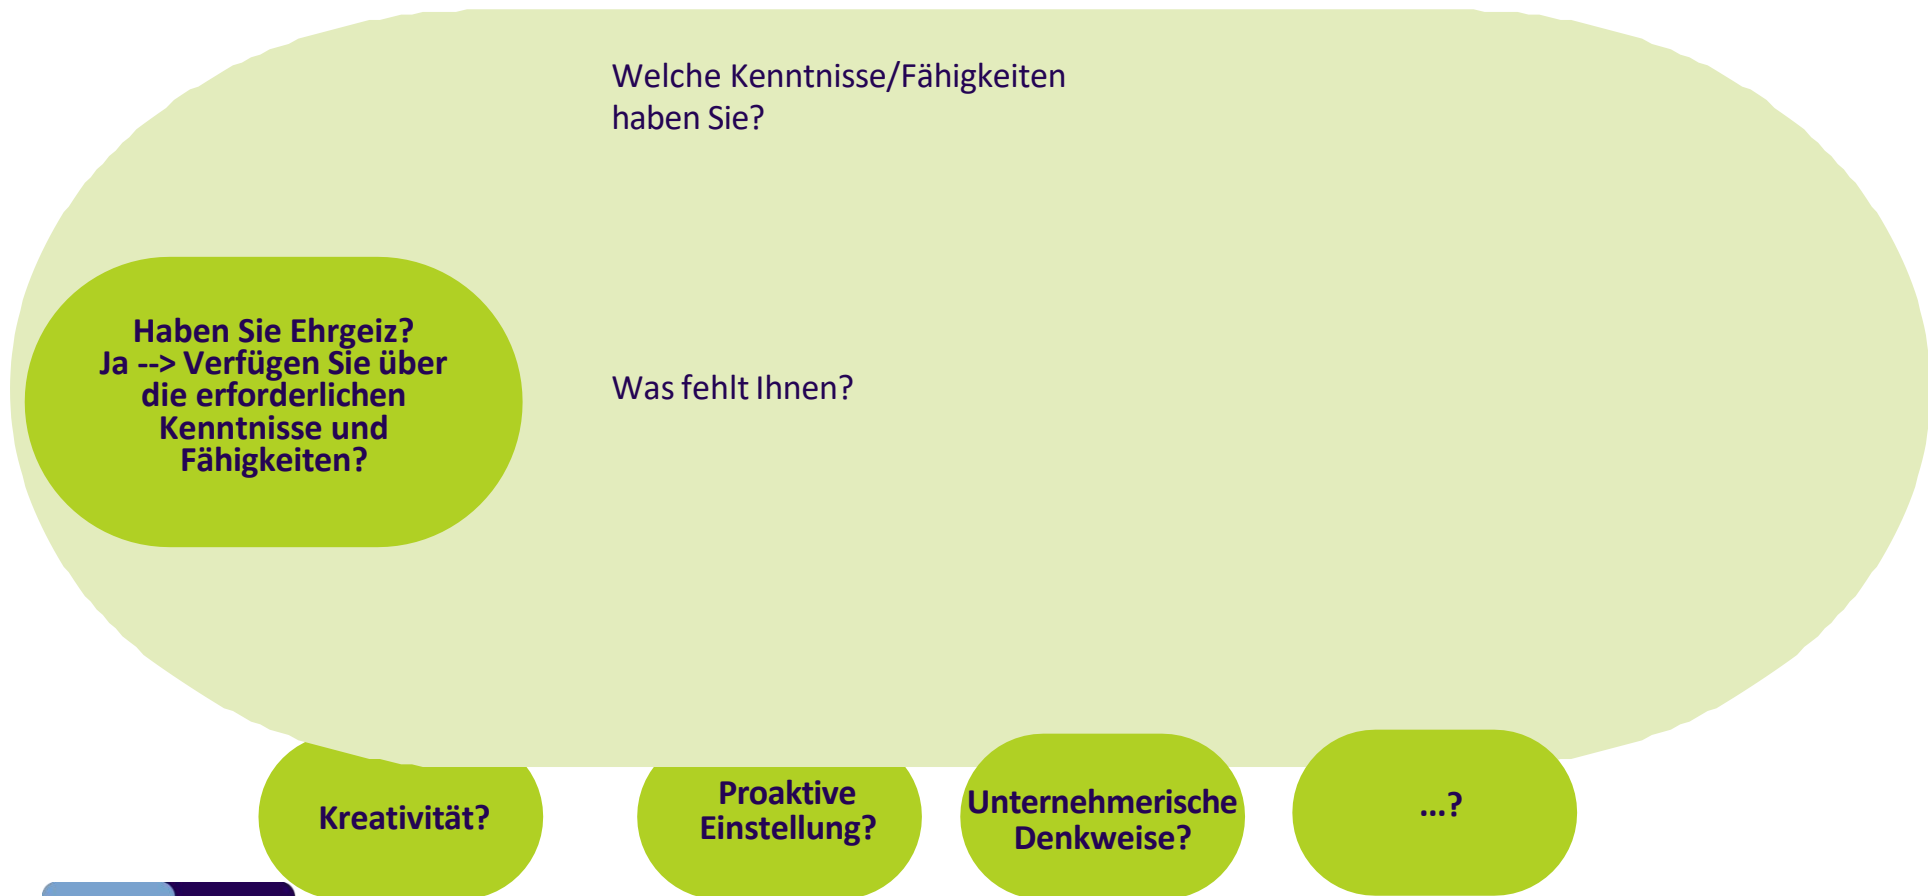 Welche Kenntnisse/Fähigkeiten
haben Sie?
Haben Sie Ehrgeiz?
Ja --> Verfügen Sie über
die erforderlichen
Kenntnisse und
Fähigkeiten?
Was fehlt Ihnen?
Kreativität?
Proaktive
Einstellung?
Unternehmerische
Denkweise?
...?